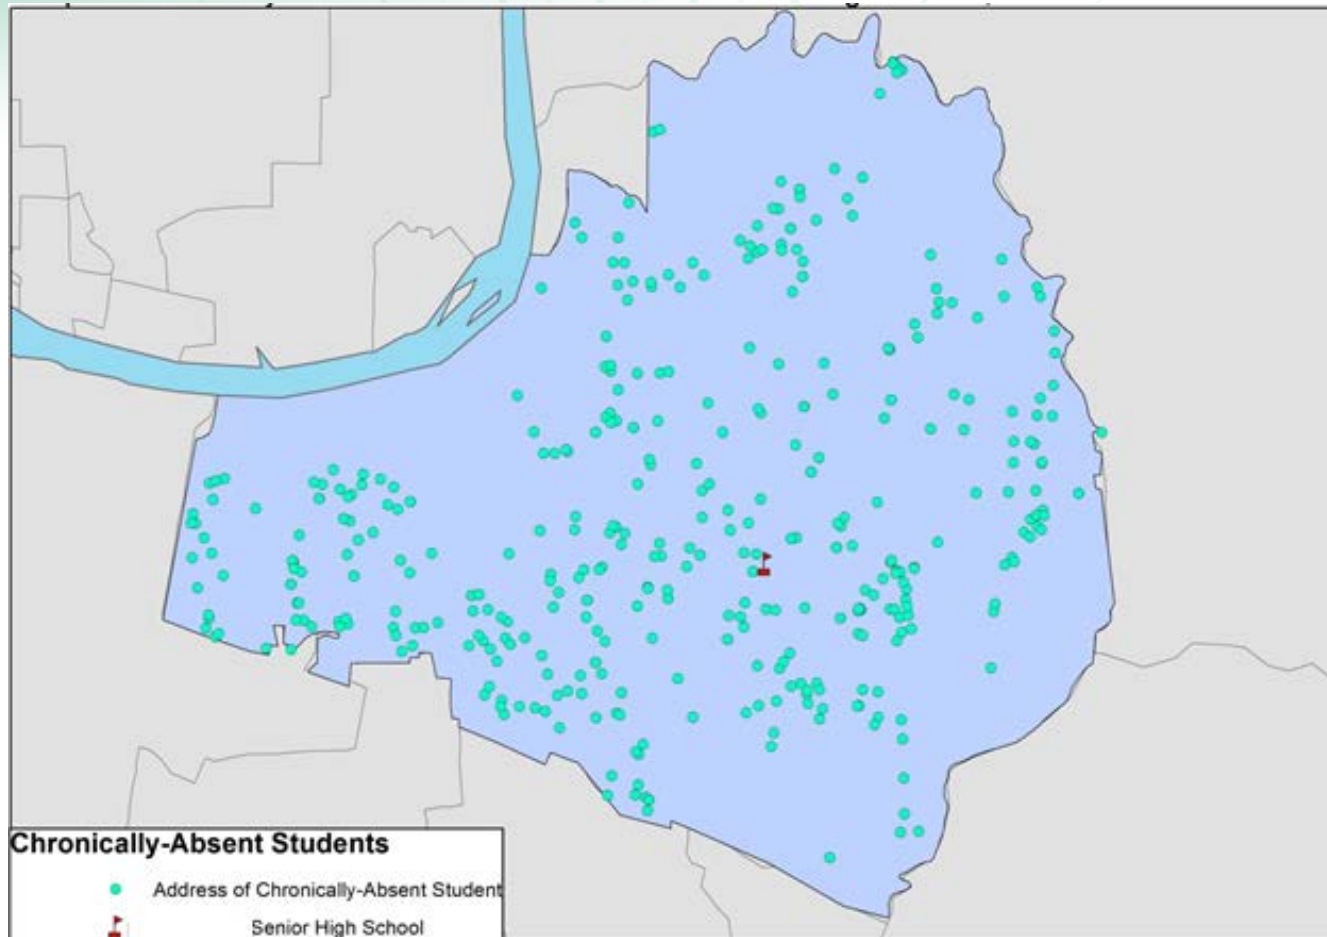 Chronically-Absent Students
Address of Chronically-Absent Student
Senior High School